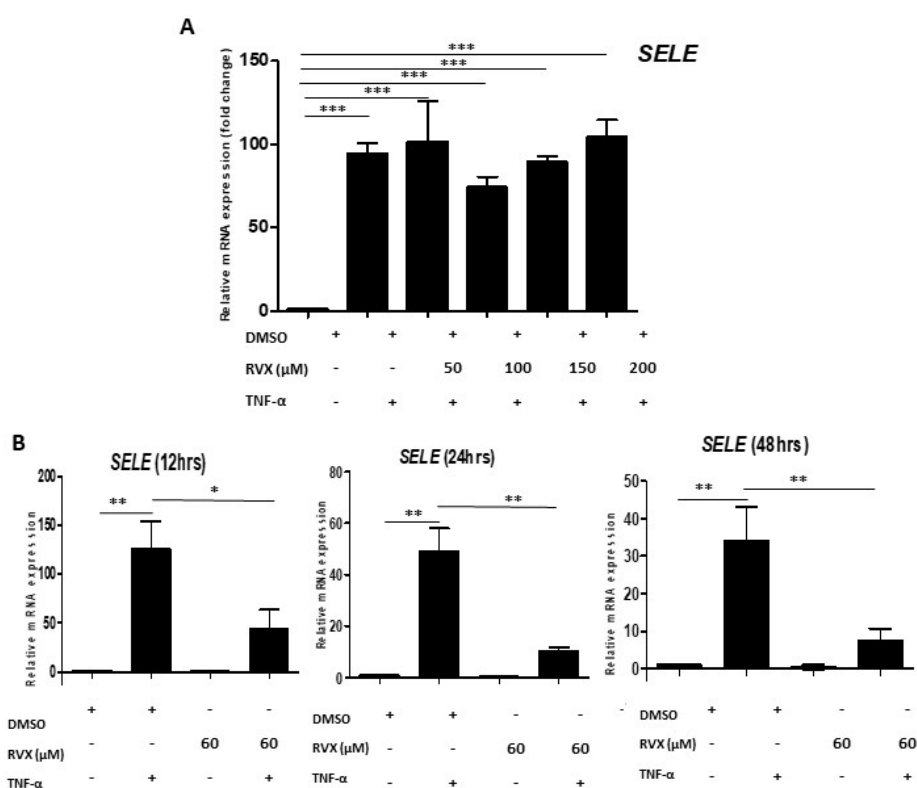 A
SELE
Relative mRNA expression (fold change)
150
100
50
0
***
***
***
***
***
DMSO + + + + + +
RVX (µM) - - 50 100 150 200
TNF-α - + + + + +
B
SELE (12hrs)
Relative mRNA expression
200
150
100
50
0
** *
DMSO + + - -
RVX (µM) - - 60 60
TNF-α - + - +
SELE (24hrs)
Relative mRNA expression
80
60
40
20
0
** **
DMSO + + - -
RVX (µM) - - 60 60
TNF-α - + - +
SELE (48hrs)
Relative mRNA expression
50
40
30
20
10
0
** **
DMSO + + - -
RVX (µM) - - 60 60
TNF-α - + - +